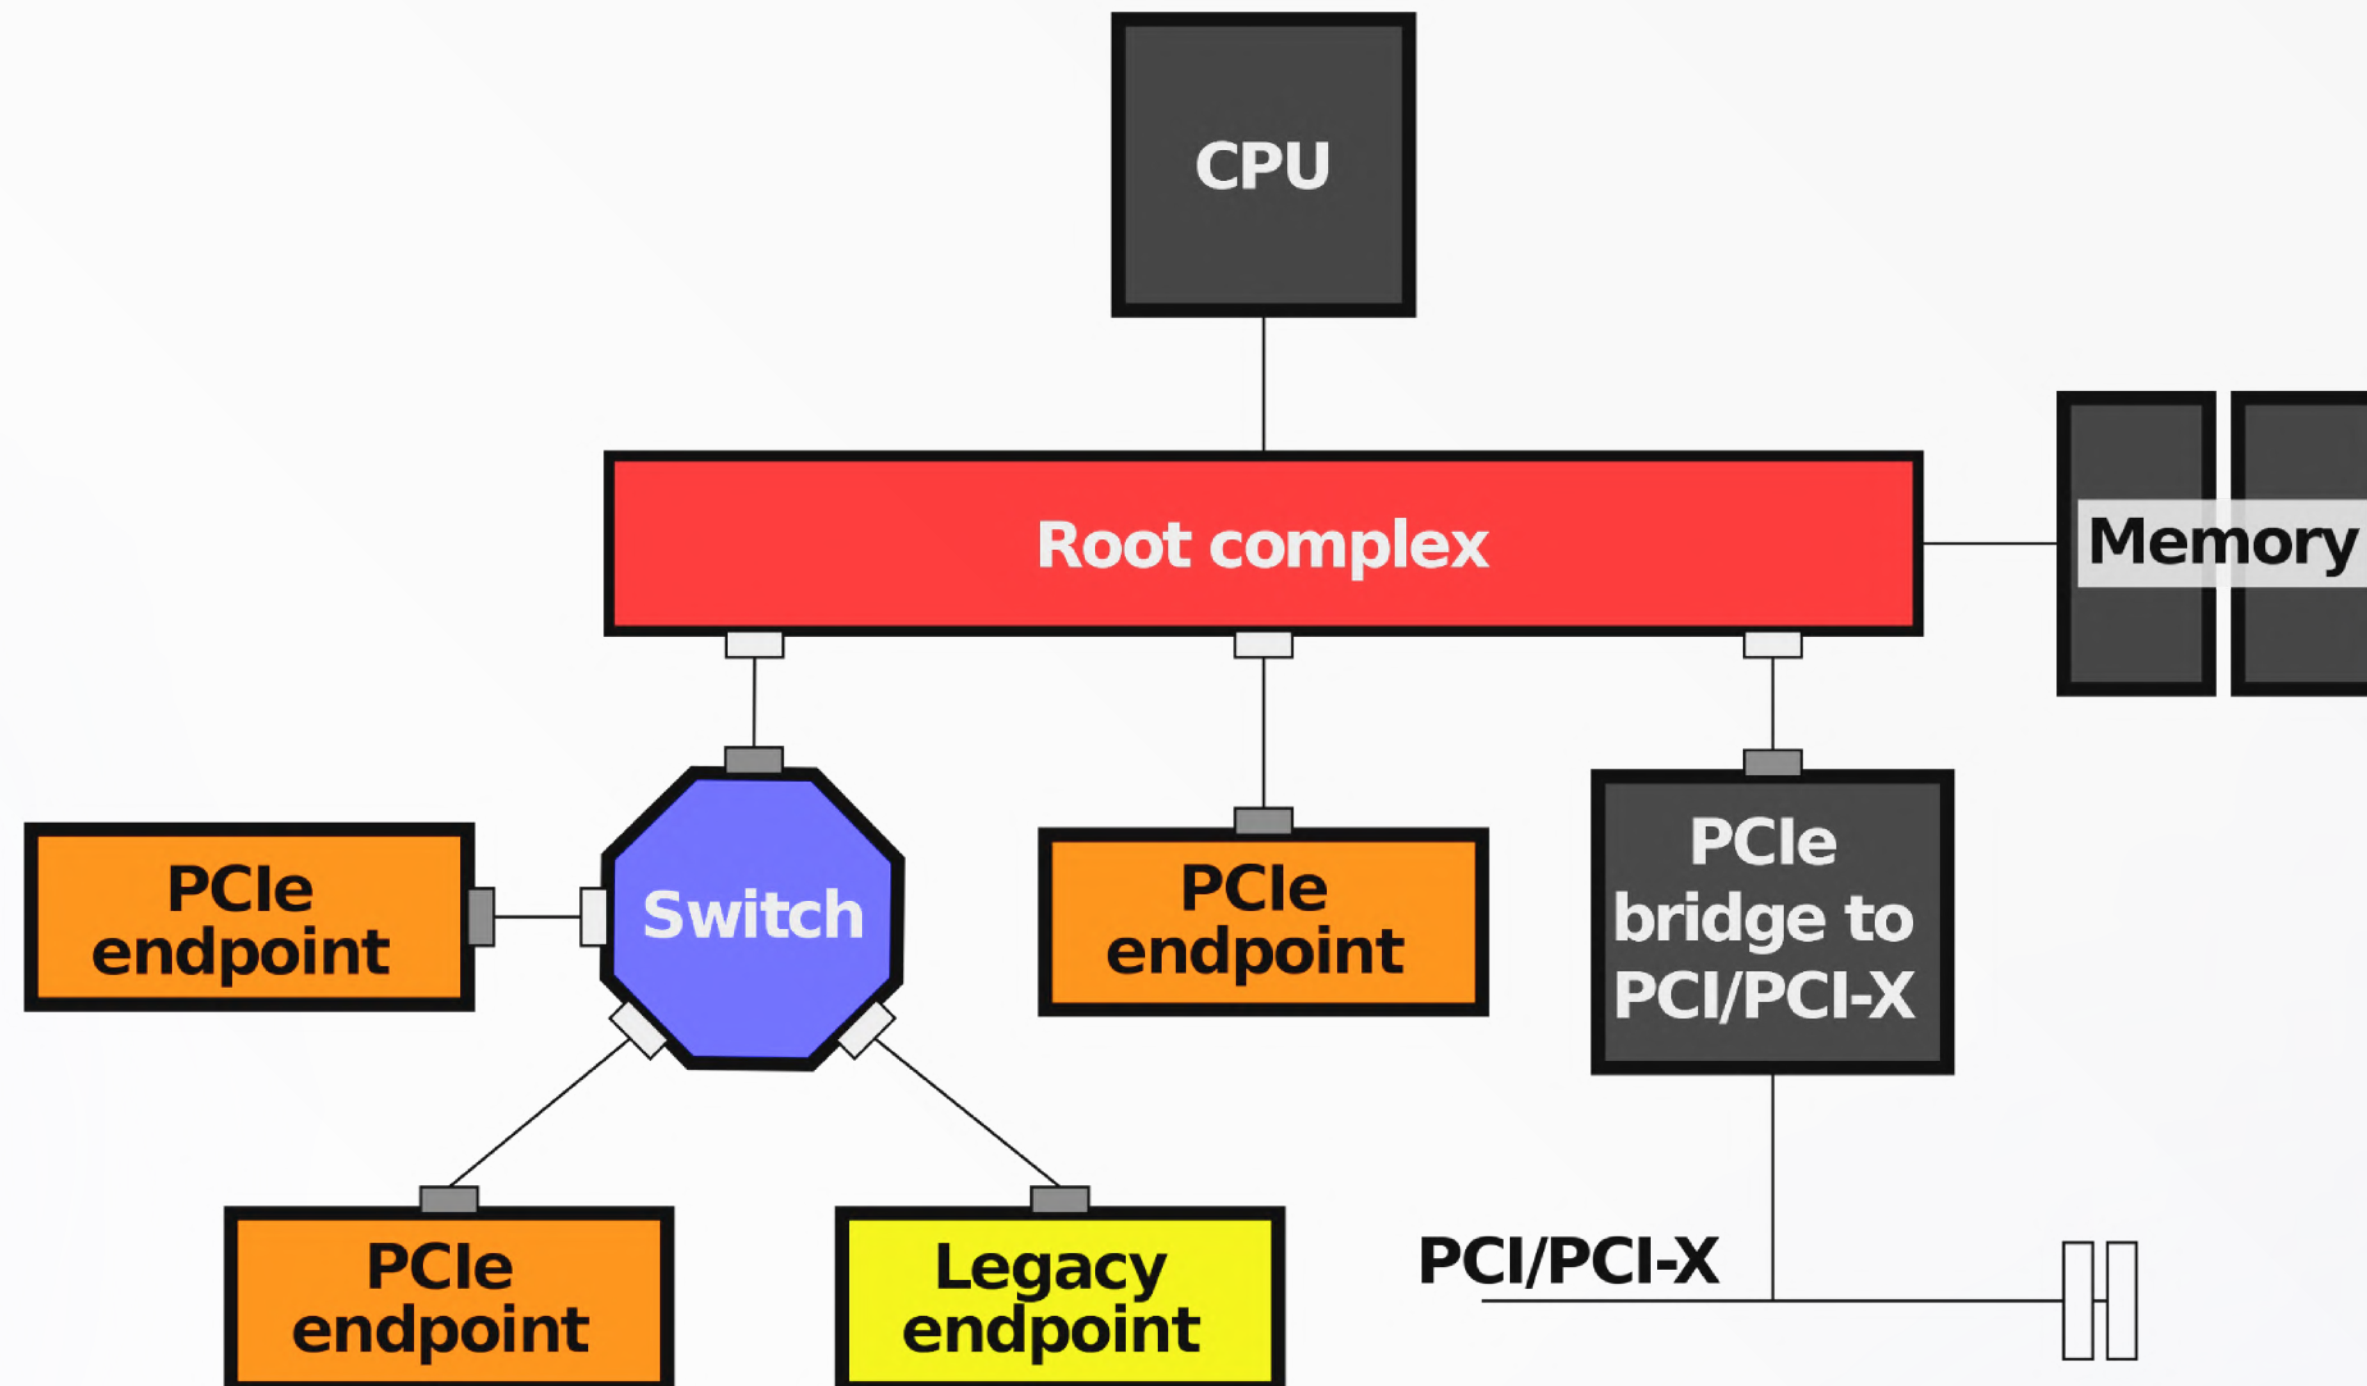 CPU
Root complex
Memory
PCIe
endpoint
Switch
PCIe
endpoint
PCIe
bridge to
PCI/PCI-X
PCIe
endpoint
Legacy
endpoint
PCI/PCI-X